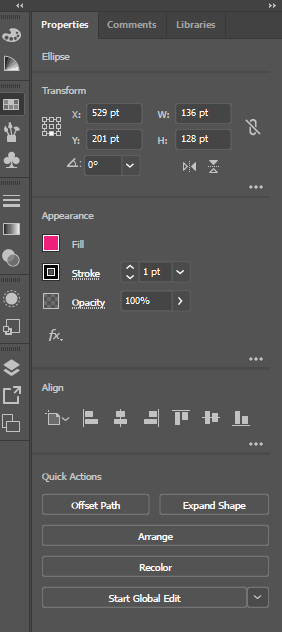 Properties Comments Libraries
Ellipse
Transform
X: 529 pt W: 136 pt
Y: 201 pt H: 128 pt
0°
Appearance
Fill
Stroke 1 pt
Opacity 100%
fx.
Align
Quick Actions
Offset Path Expand Shape
Arrange
Recolor
Start Global Edit